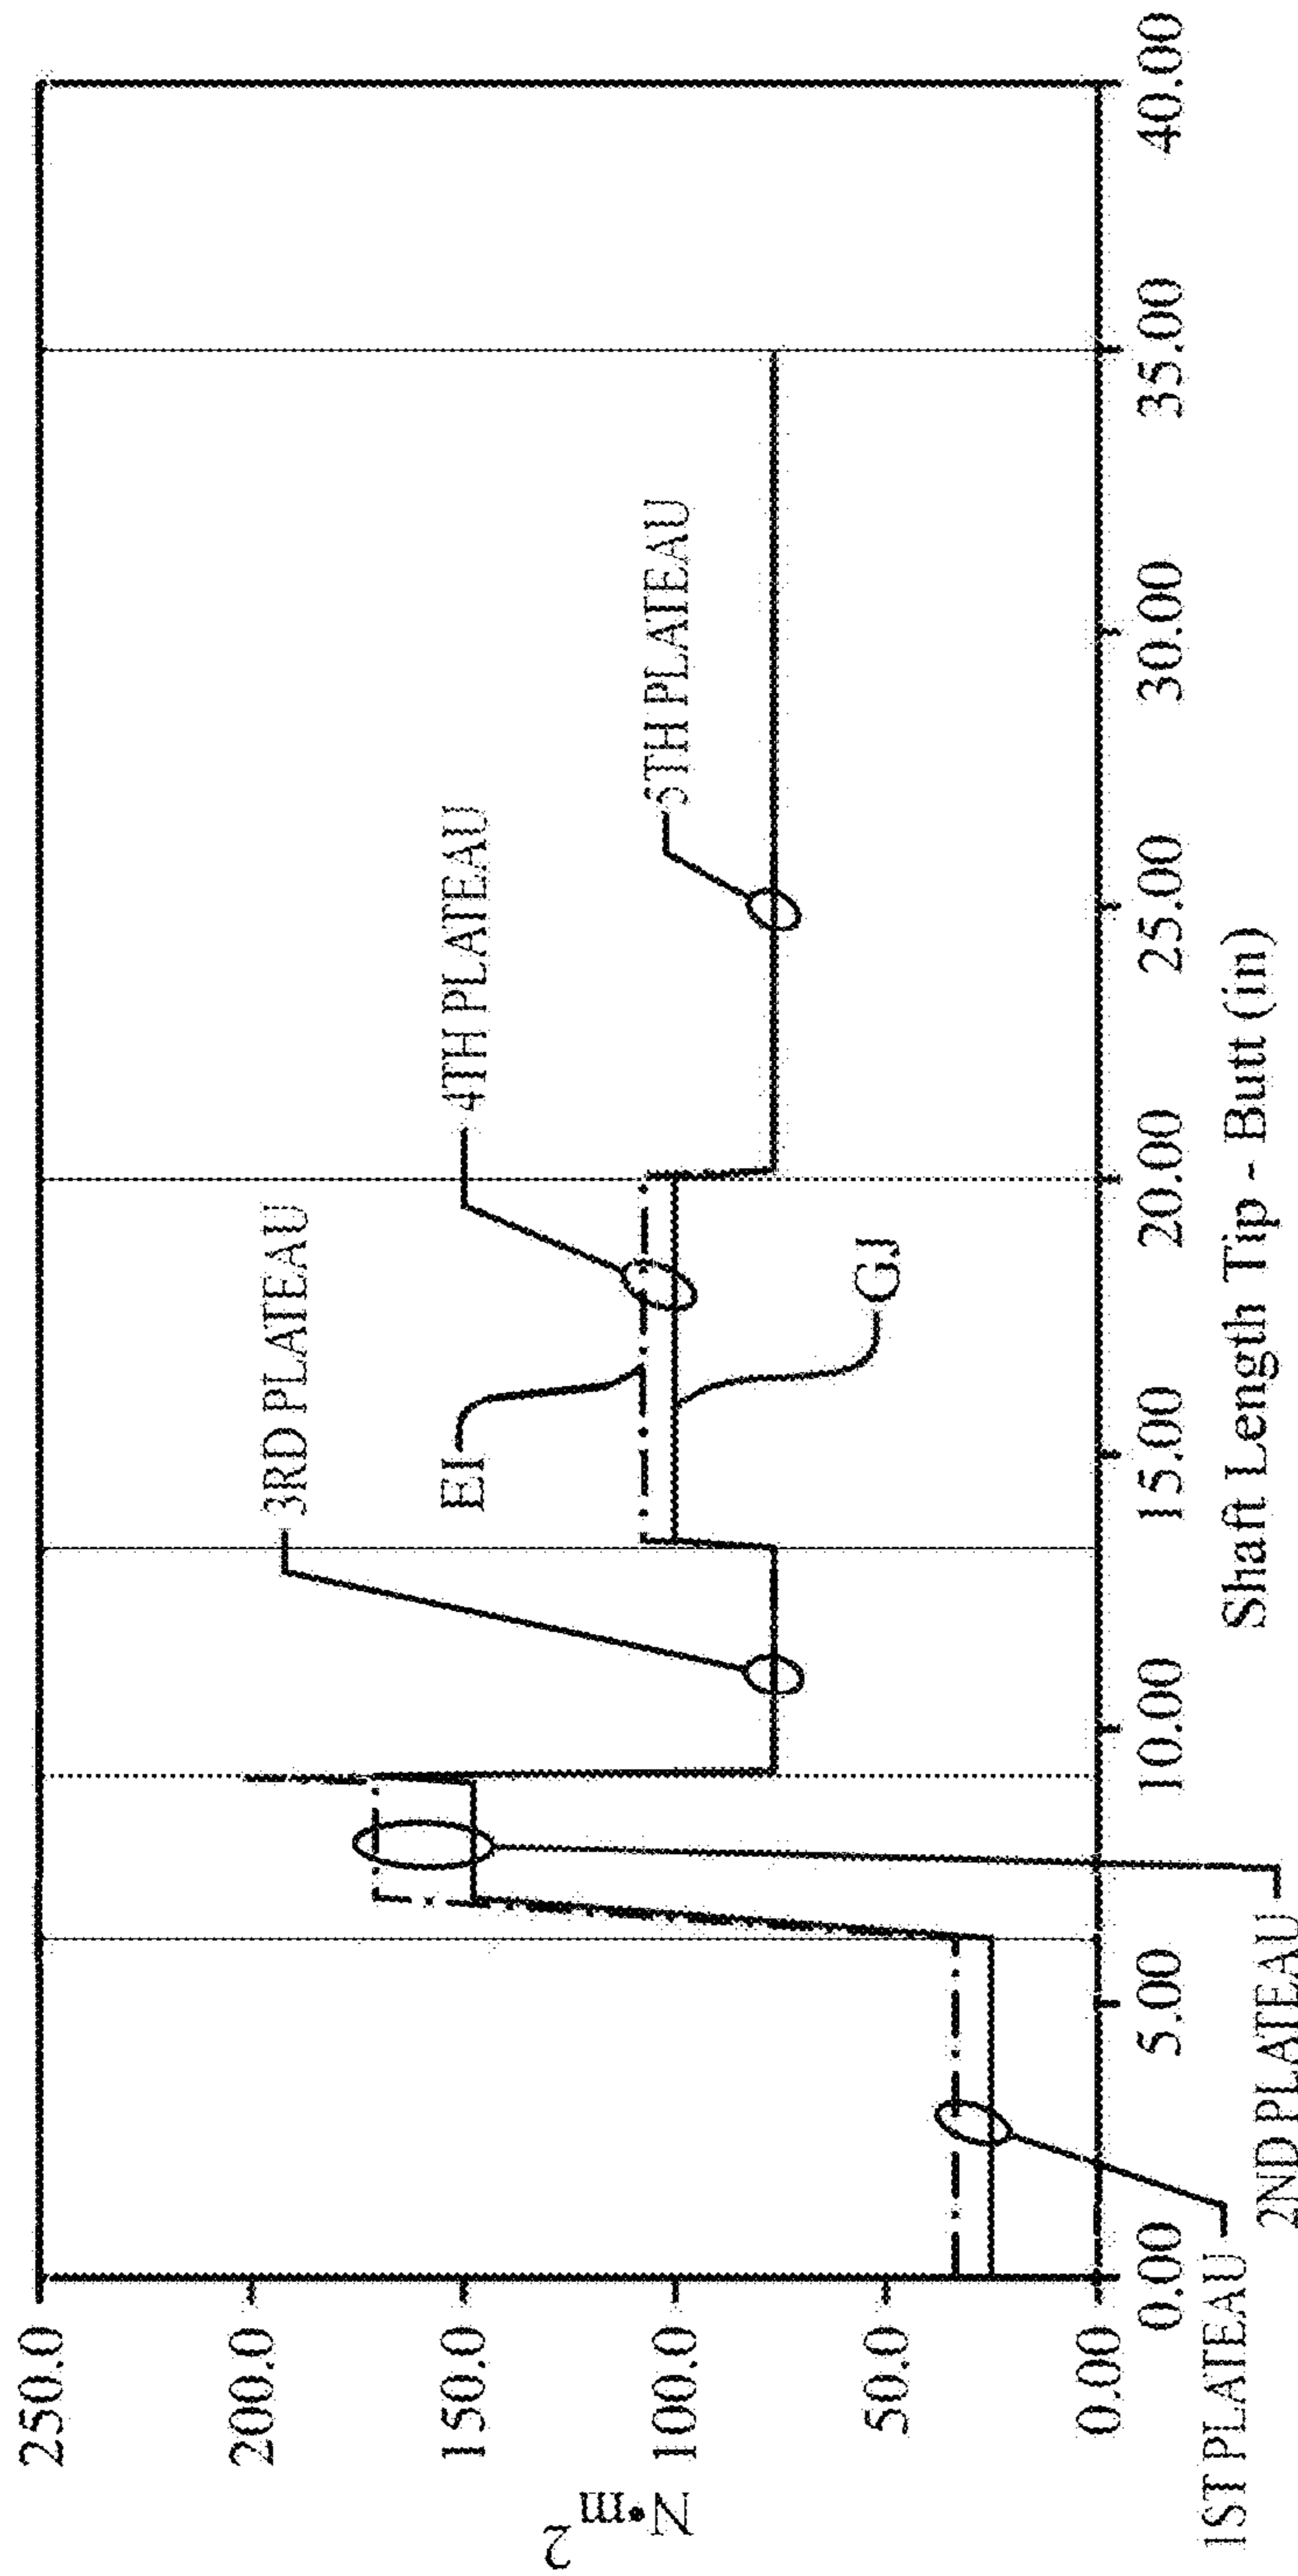 250.0
200.0
150.0
100.0
50.0
0.00
N•m2
3RD PLATEAU
4TH PLATEAU
EI
5TH PLATEAU
GJ
0.00
5.00
10.00
15.00
20.00
25.00
30.00
35.00
40.00
1ST PLATEAU
2ND PLATEAU
Shaft Length Tip - Butt (in)